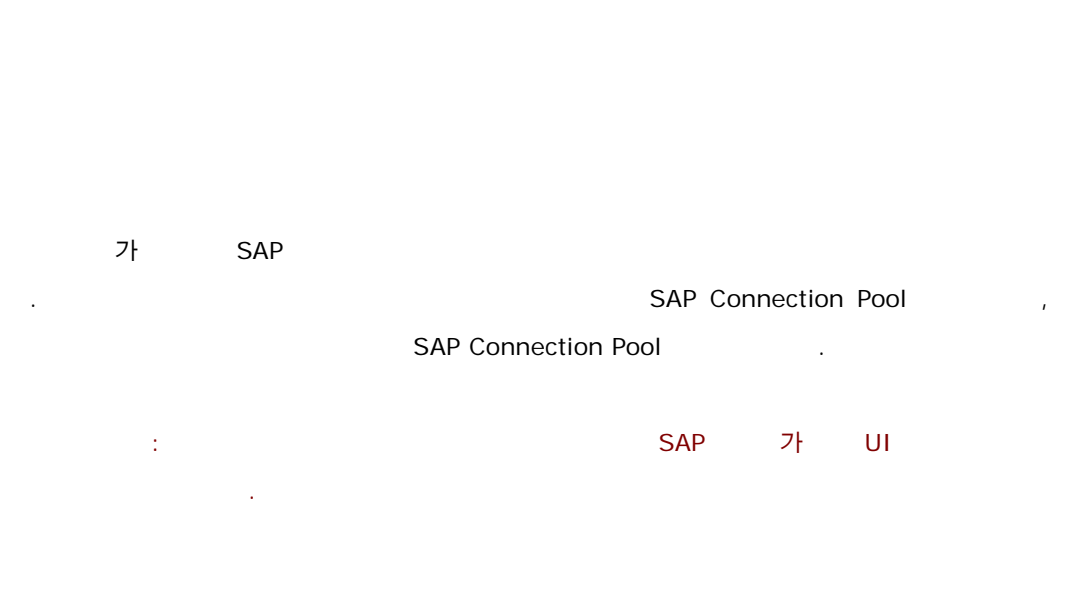 가 SAP
. SAP Connection Pool ,
SAP Connection Pool .
: SAP 가 UI
.